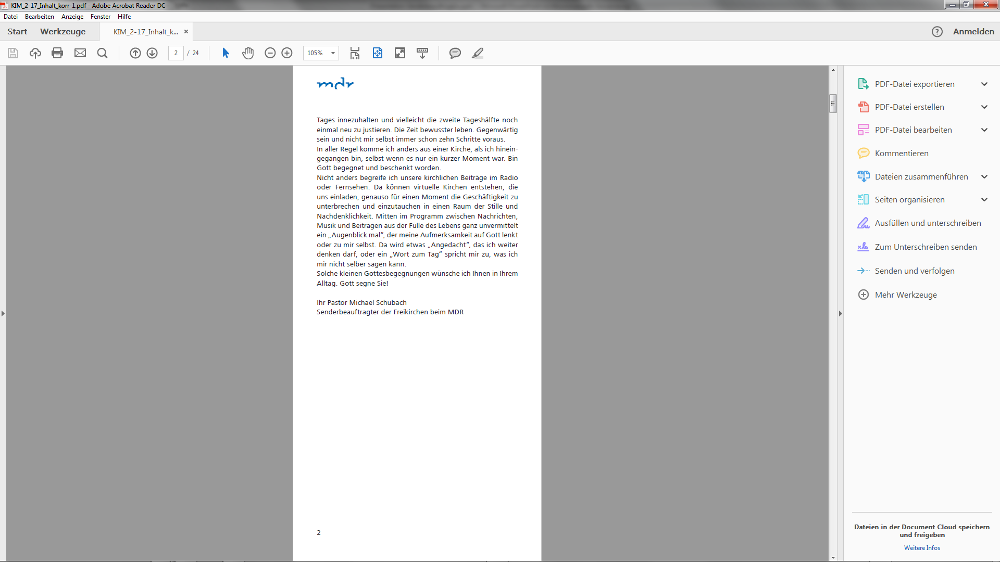 KIM_2-17_Inhalt_korr-1.pdf - Adobe Acrobat Reader DC
Datei Bearbeiten Anzeige Fenster Hilfe
Start Werkzeuge KIM_2-17_Inhalt_k... Anmelden
2 / 24 105%
mdr
Tages innezuhalten und vielleicht die zweite Tageshälfte noch
einmal neu zu justieren. Die Zeit bewusster leben. Gegenwärtig
sein und nicht mir selbst immer schon zehn Schritte voraus.
In aller Regel komme ich anders aus einer Kirche, als ich hinein-
gegangen bin, selbst wenn es nur ein kurzer Moment war. Bin
Gott begegnet und beschenkt worden.
Nicht anders begreife ich unsere kirchlichen Beiträge im Radio
oder Fernsehen. Da können virtuelle Kirchen entstehen, die
uns einladen, genauso für einen Moment die Geschäftigkeit zu
unterbrechen und einzutauchen in einen Raum der Stille und
Nachdenklichkeit. Mitten im Programm zwischen Nachrichten,
Musik und Beiträgen aus der Fülle des Lebens ganz unvermittelt
ein „Augenblick mal“, der meine Aufmerksamkeit auf Gott lenkt
oder zu mir selbst. Da wird etwas „Angedacht“, das ich weiter
denken darf, oder ein „Wort zum Tag“ spricht mir zu, was ich
mir nicht selber sagen kann.
Solche kleinen Gottesbegegnungen wünsche ich Ihnen in Ihrem
Alltag. Gott segne Sie!
Ihr Pastor Michael Schubach
Senderbeauftragter der Freikirchen beim MDR
2
PDF-Datei exportieren
PDF-Datei erstellen
PDF-Datei bearbeiten
Kommentieren
Dateien zusammenführen
Seiten organisieren
Ausfüllen und unterschreiben
Zum Unterschreiben senden
Senden und verfolgen
Mehr Werkzeuge
Dateien in der Document Cloud speichern
und freigeben
Weitere Infos